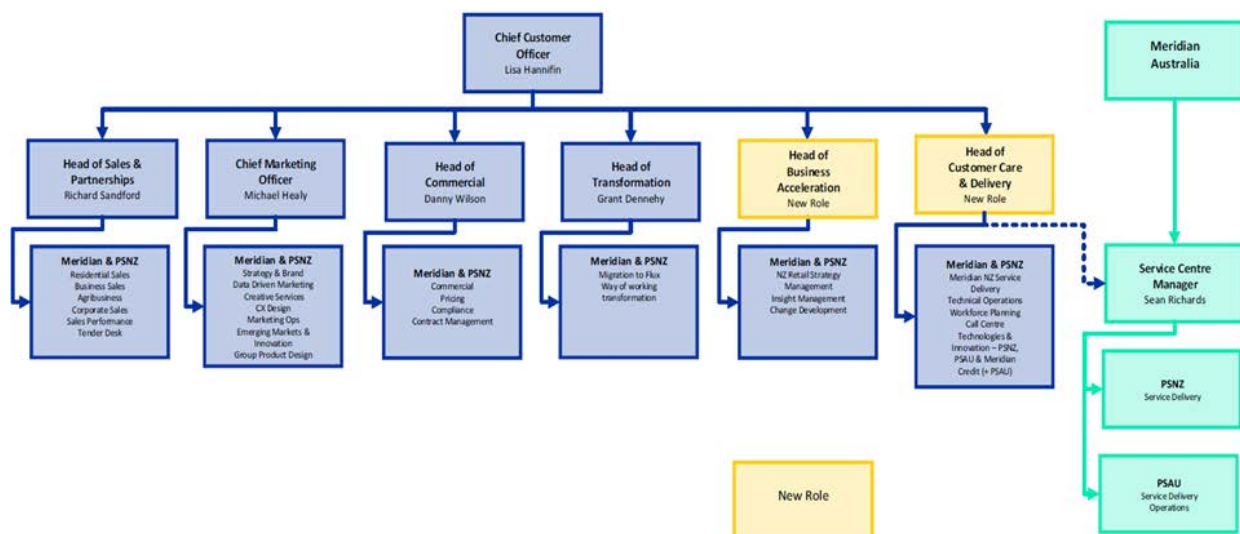 Chief Customer
Officer
Lisa Hannifin
Meridian
Australia
Head of Sales &
Partnerships
Richard Sandford
Chief Marketing
Officer
Michael Healy
Head of
Commercial
Danny Wilson
Head of
Transformation
Grant Dennehy
Head of
Business
Acceleration
New Role
Head of
Customer Care
& Delivery
New Role
Meridian & PSNZ
Residential Sales
Business Sales
Agribusiness
Corporate Sales
Sales Performance
Tender Desk
Meridian & PSNZ
Strategy & Brand
Data Driven Marketing
Creative Services
CX Design
Marketing Ops
Emerging Markets &
Innovation
Group Product Design
Meridian & PSNZ
Commercial
Pricing
Compliance
Contract Management
Meridian & PSNZ
Migration to Flux
Way of working
transformation
Meridian & PSNZ
NZ Retail Strategy
Management
Insight Management
Change Development
Meridian & PSNZ
Meridian NZ Service
Delivery
Technical Operations
Workforce Planning
Call Centre
Technologies &
Innovation – PSNZ,
PSAU & Meridian
Credit (+ PSAU)
Service Centre
Manager
Sean Richards
PSNZ
Service Delivery
PSAU
Service Delivery
Operations
New Role